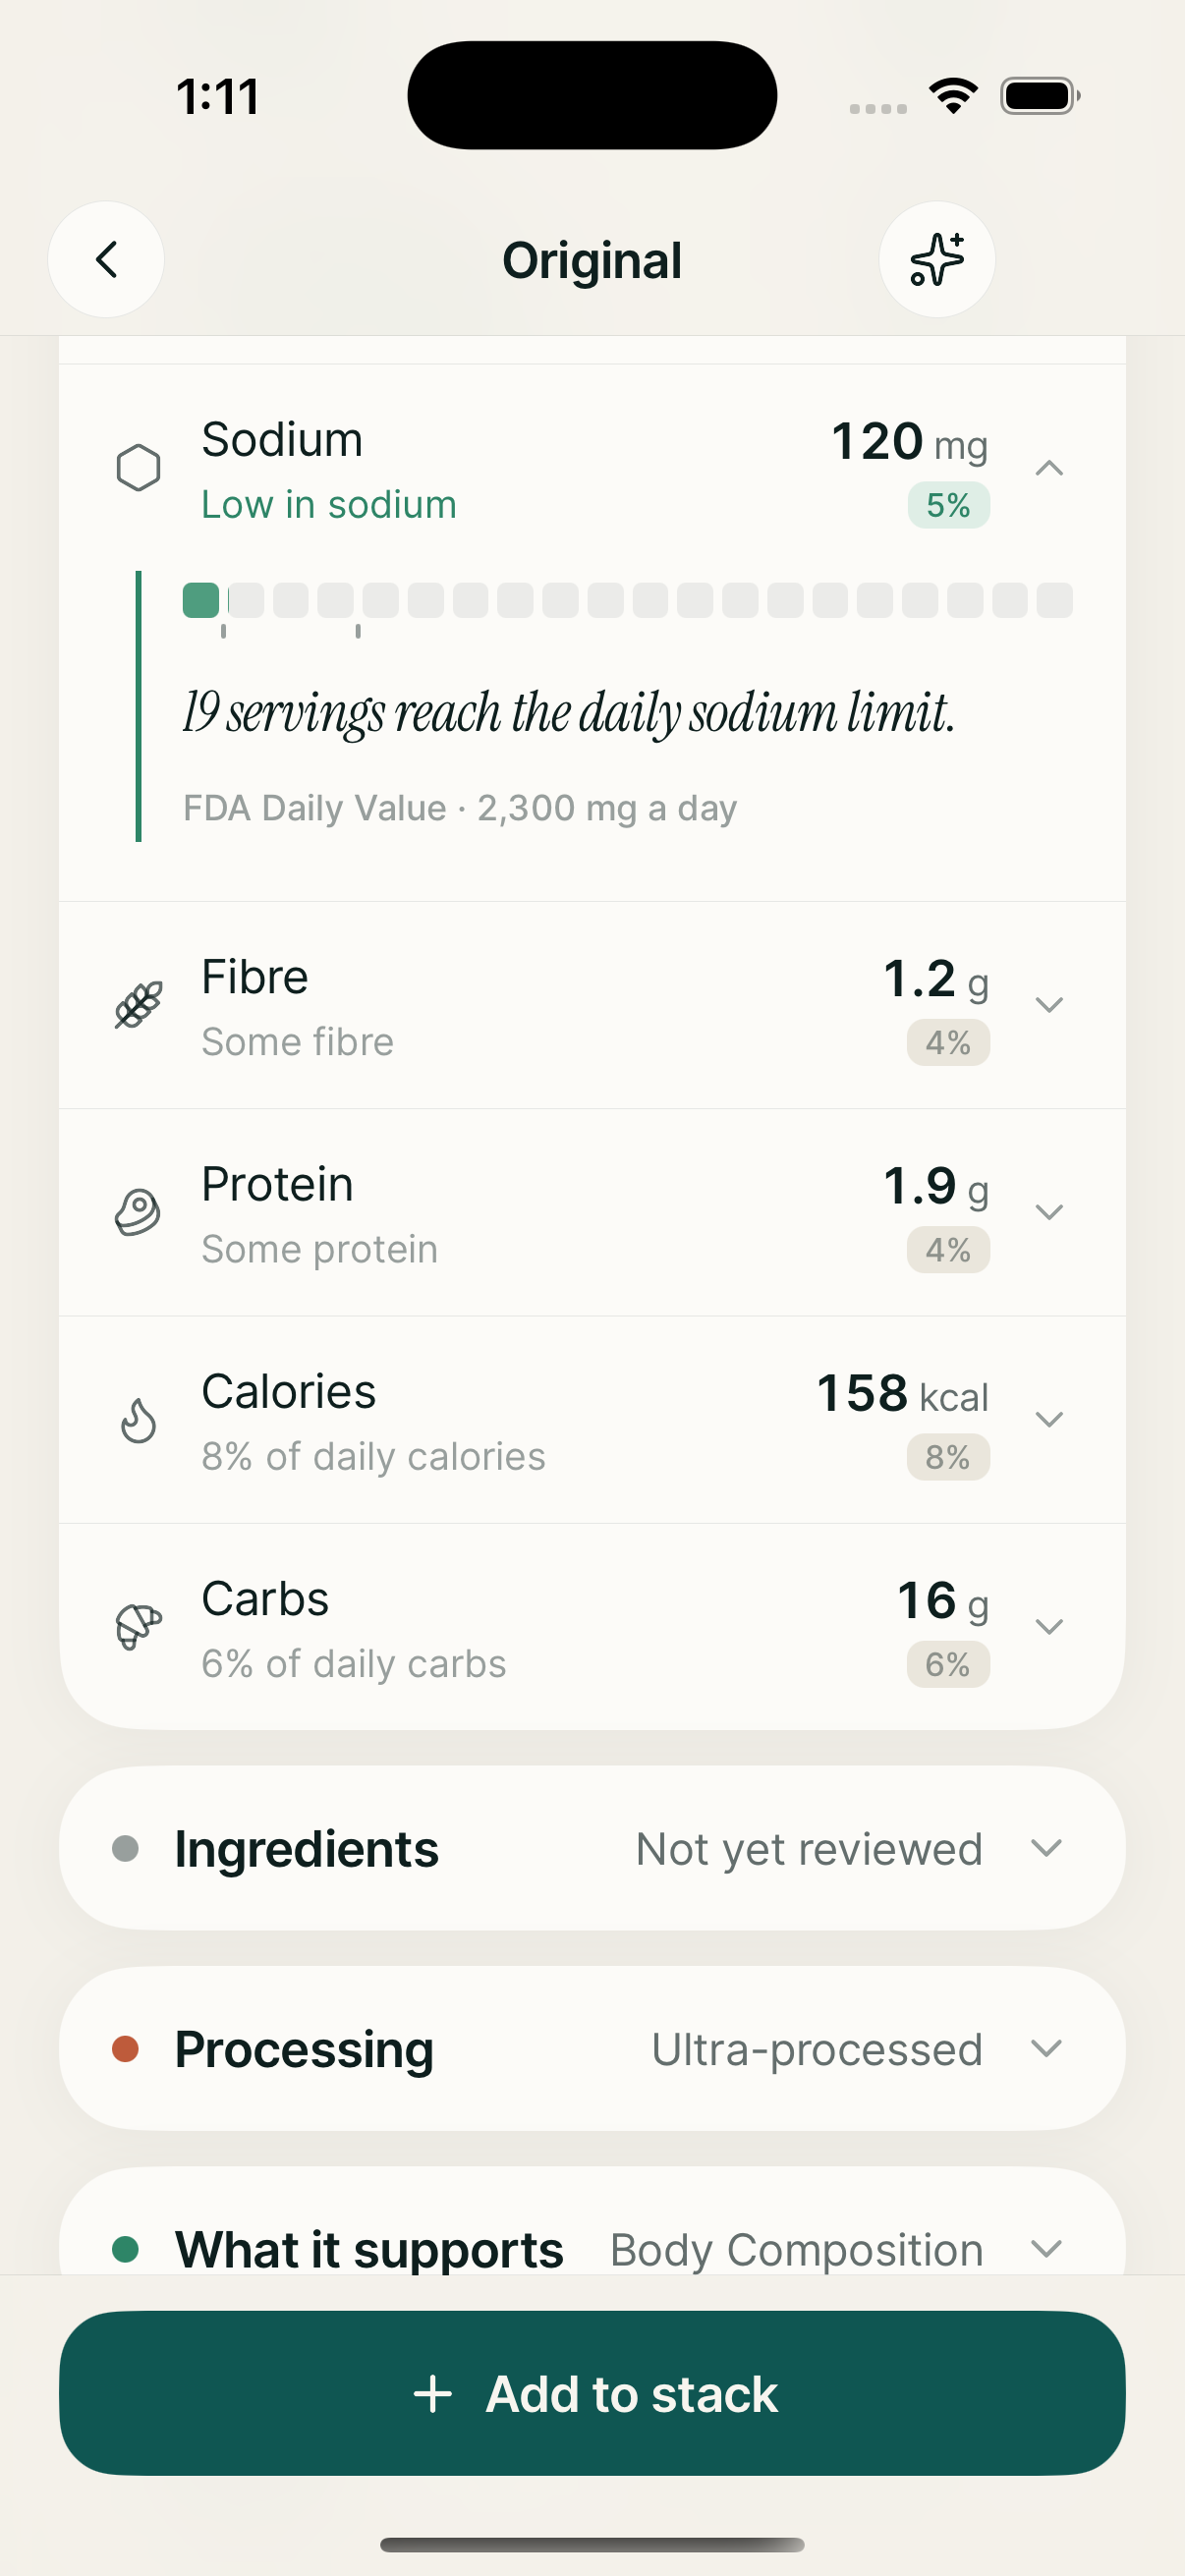 1:11
Original
Sodium
120 mg
Low in sodium
5%
19 servings reach the daily sodium limit.
FDA Daily Value · 2,300 mg a day
Fibre
1.2 g
Some fibre
4%
Protein
1.9 g
Some protein
4%
Calories
158 kcal
8% of daily calories
8%
Carbs
16 g
6% of daily carbs
6%
Ingredients
Not yet reviewed
Processing
Ultra-processed
What it supports
Body Composition
Add to stack